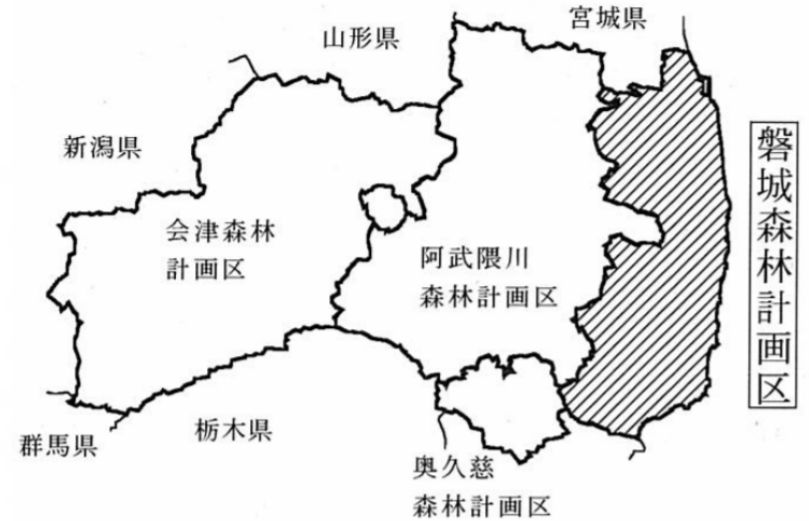 山形県
宮城県
新潟県
会津森林
計画区
阿武隈川
森林計画区
磐城森林計画区
群馬県
栃木県
奥久慈
森林計画区